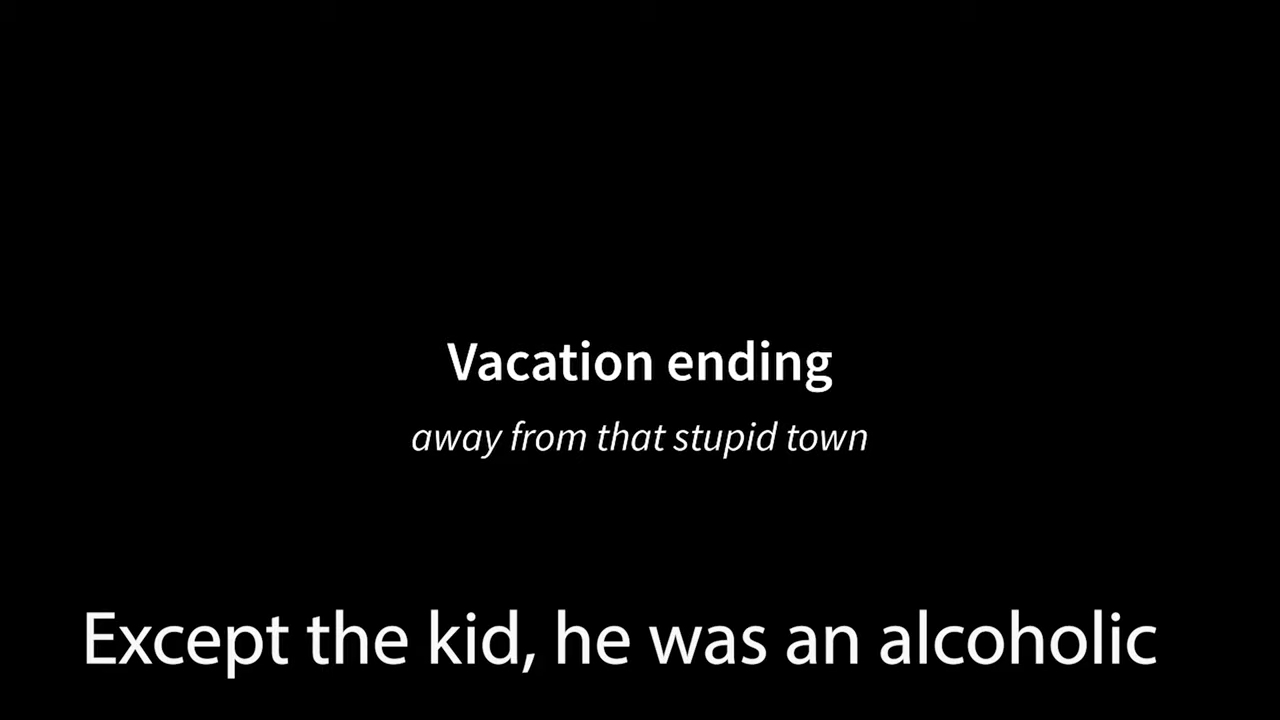 Vacation ending
away from that stupid town
Except the kid, he was an alcoholic